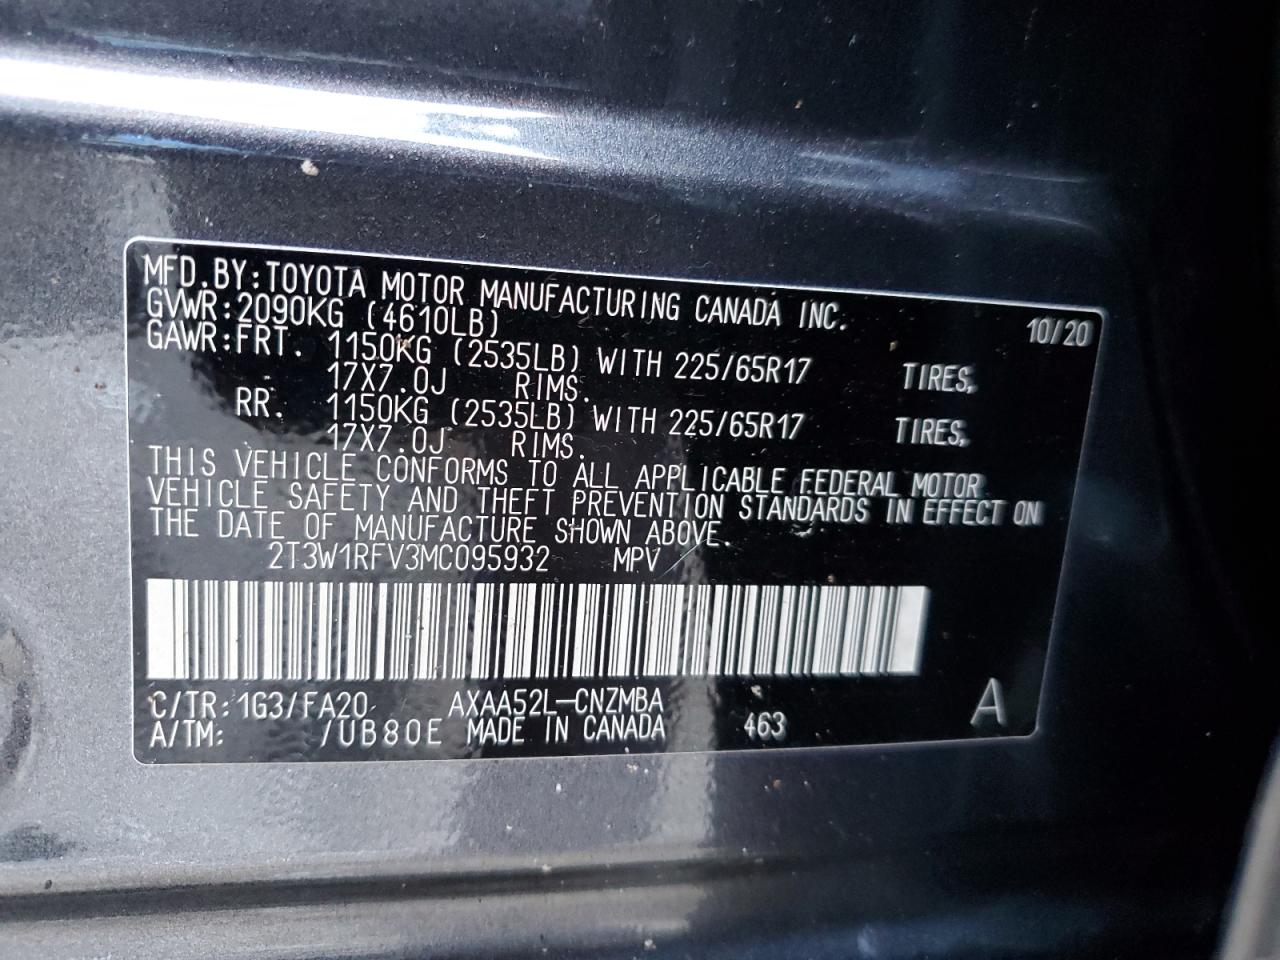 MFD.BY:TOYOTA MOTOR MANUFACTURING CANADA INC.
GVWR:2090KG (4610LB) 10/20
GAWR:FRT. 1150KG (2535LB) WITH 225/65R17 TIRES,
17X7.0J RIMS.
RR. 1150KG (2535LB) WITH 225/65R17 TIRES,
17X7.0J RIMS.
THIS VEHICLE CONFORMS TO ALL APPLICABLE FEDERAL MOTOR
VEHICLE SAFETY AND THEFT PREVENTION STANDARDS IN EFFECT ON
THE DATE OF MANUFACTURE SHOWN ABOVE.
2T3W1RFV3MC095932 MPV
C/TR:1G3/FA20 AXAA52L-CNZMBA
A/TM: /UB80E MADE IN CANADA 463 A